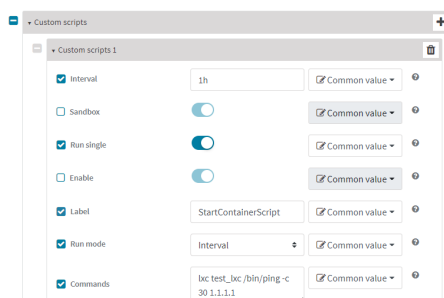 Custom scripts
Custom scripts 1
Interval 1h Common value
Sandbox Common value
Run single Common value
Enable Common value
Label StartContainerScript Common value
Run mode Interval Common value
Commands lxc test_lxc /bin/ping -c Common value
30 1.1.1.1